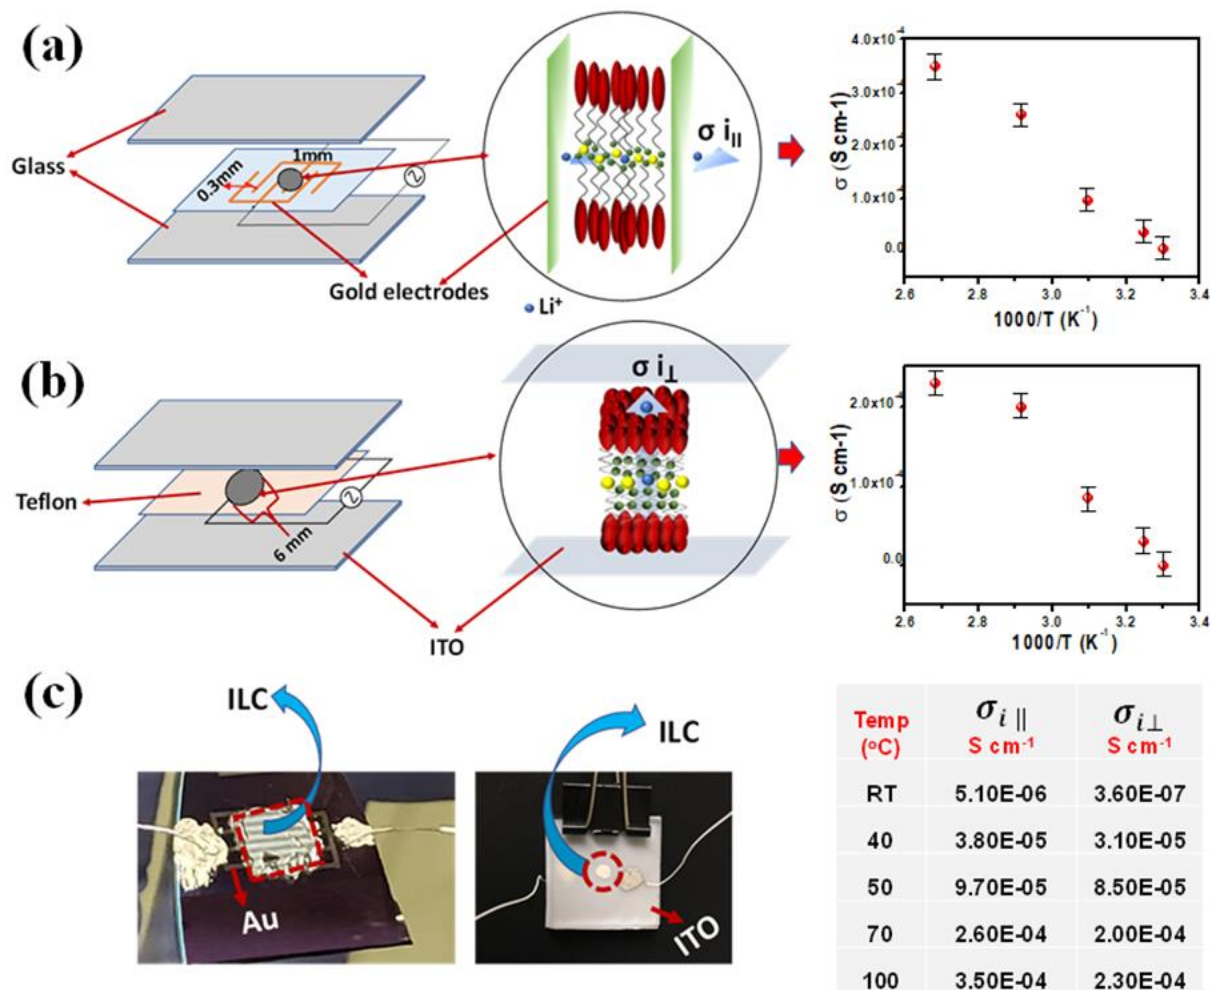 (a)
Glass
1mm
0.3mm
Z
Gold electrodes
σ i||
Li⁺
σ (S cm-1)
4.0x10⁻
3.0x10⁻
2.0x10⁻
1.0x10⁻
0.0
2.6 2.8 3.0 3.2 3.4
1000/T (K⁻¹)
(b)
Teflon
Z
6 mm
ITO
σ i⊥
σ (S cm-1)
2.0x10⁻
1.0x10⁻
0.0
2.6 2.8 3.0 3.2 3.4
1000/T (K⁻¹)
(c)
ILC
ILC
Au
ITO
Temp (°C) σi || S cm⁻¹ σi⊥ S cm⁻¹
RT 5.10E-06 3.60E-07
40 3.80E-05 3.10E-05
50 9.70E-05 8.50E-05
70 2.60E-04 2.00E-04
100 3.50E-04 2.30E-04